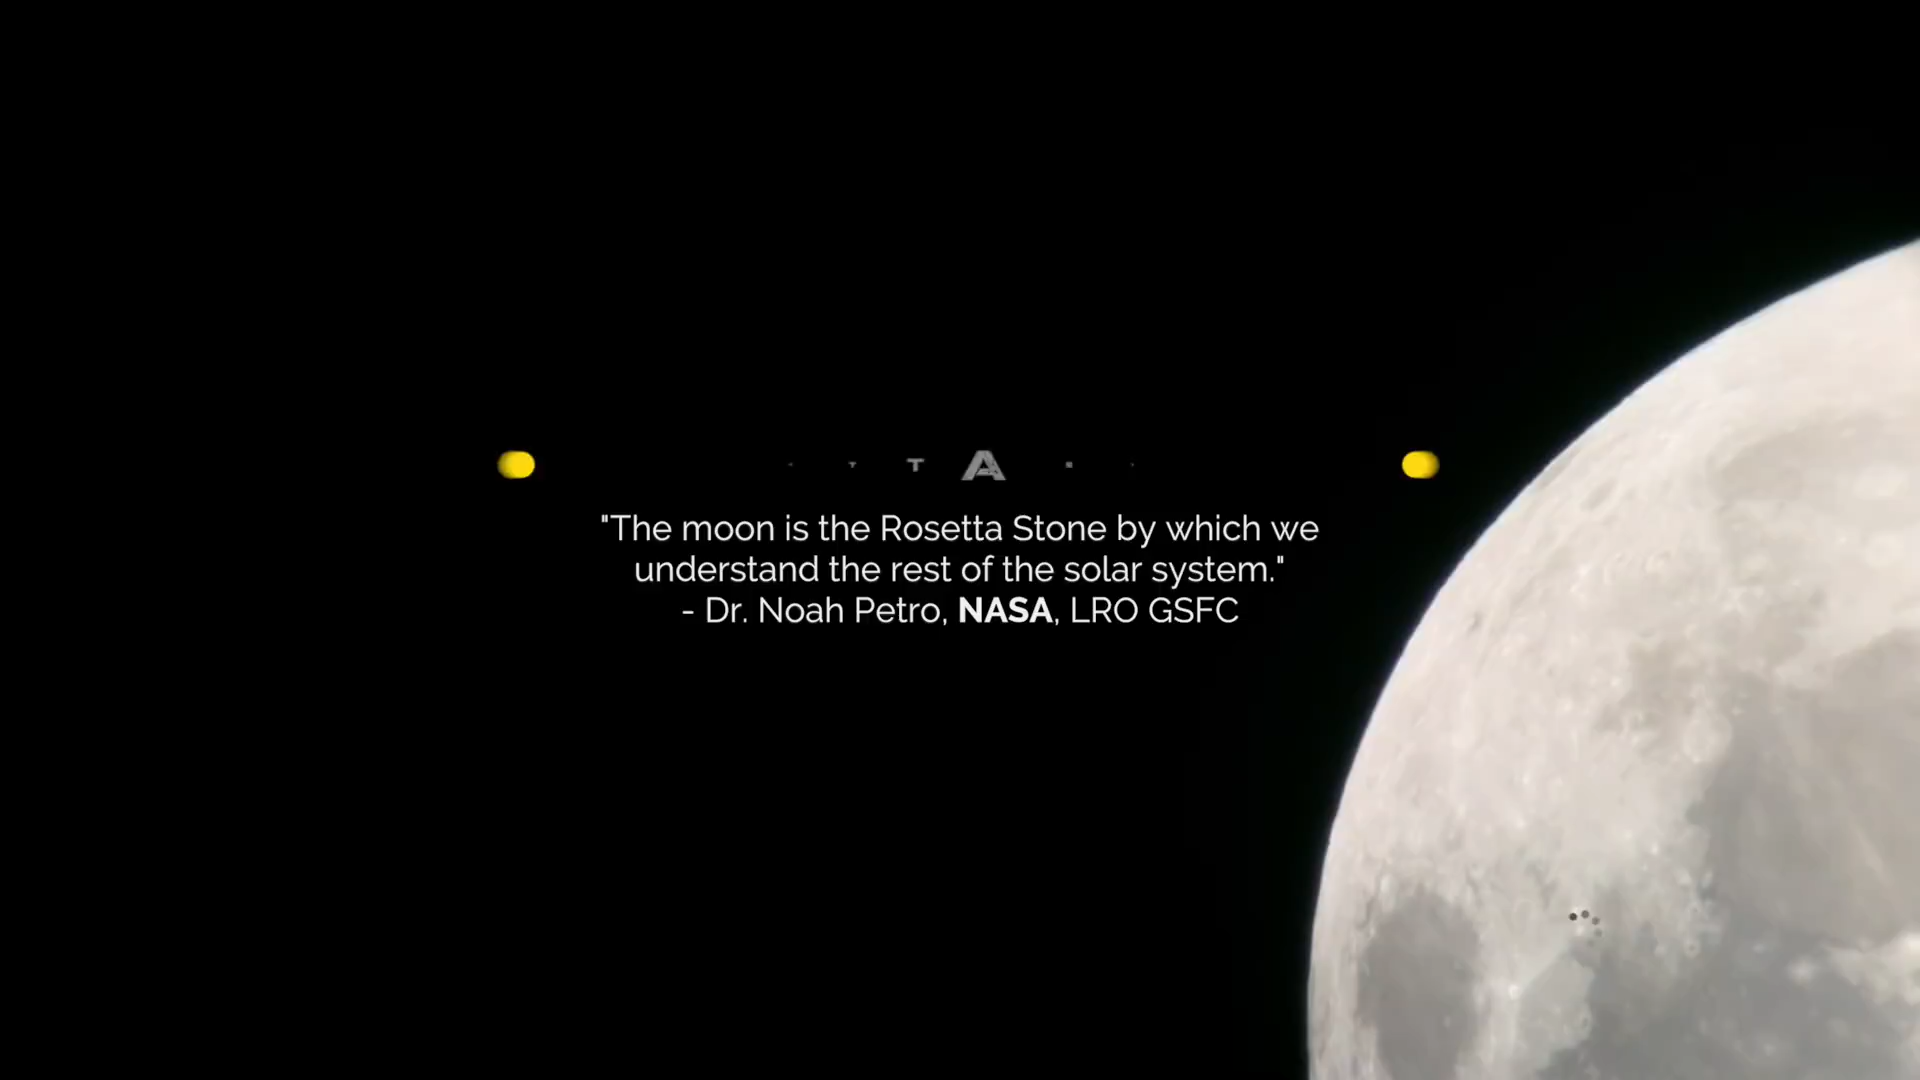 T T A
"The moon is the Rosetta Stone by which we
understand the rest of the solar system."
- Dr. Noah Petro, NASA, LRO GSFC